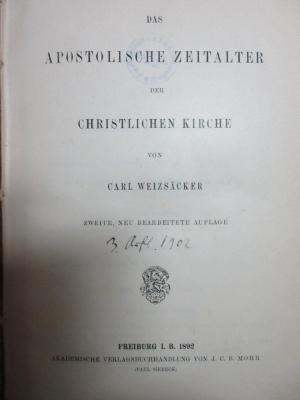 DAS
APOSTOLISCHE ZEITALTER
DER
CHRISTLICHEN KIRCHE
VON
CARL WEIZSÄCKER
ZWEITE, NEU BEARBEITETE AUFLAGE
3. Aufl. 1902
FREIBURG I. B. 1892
AKADEMISCHE VERLAGSBUCHHANDLUNG VON J. C. B. MOHR
(PAUL SIEBECK)